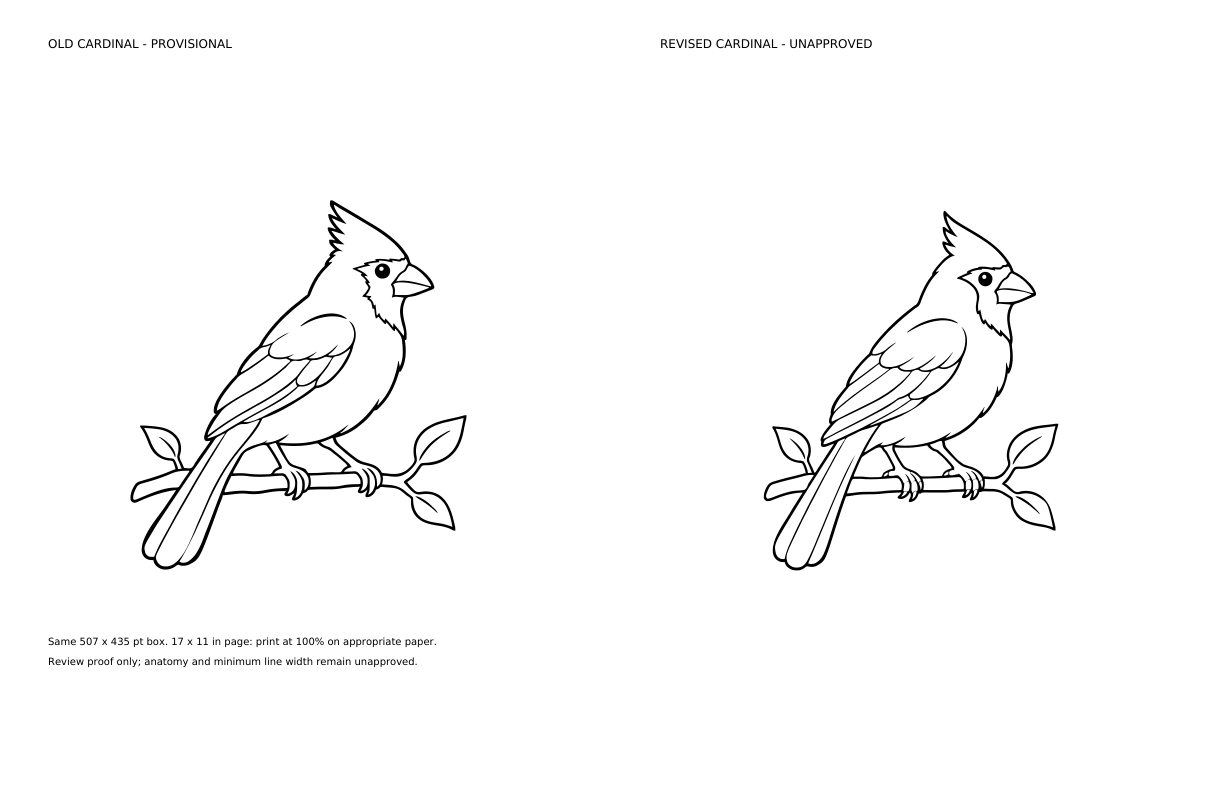 OLD CARDINAL - PROVISIONAL
REVISED CARDINAL - UNAPPROVED
Same 507 x 435 pt box. 17 x 11 in page: print at 100% on appropriate paper.
Review proof only; anatomy and minimum line width remain unapproved.